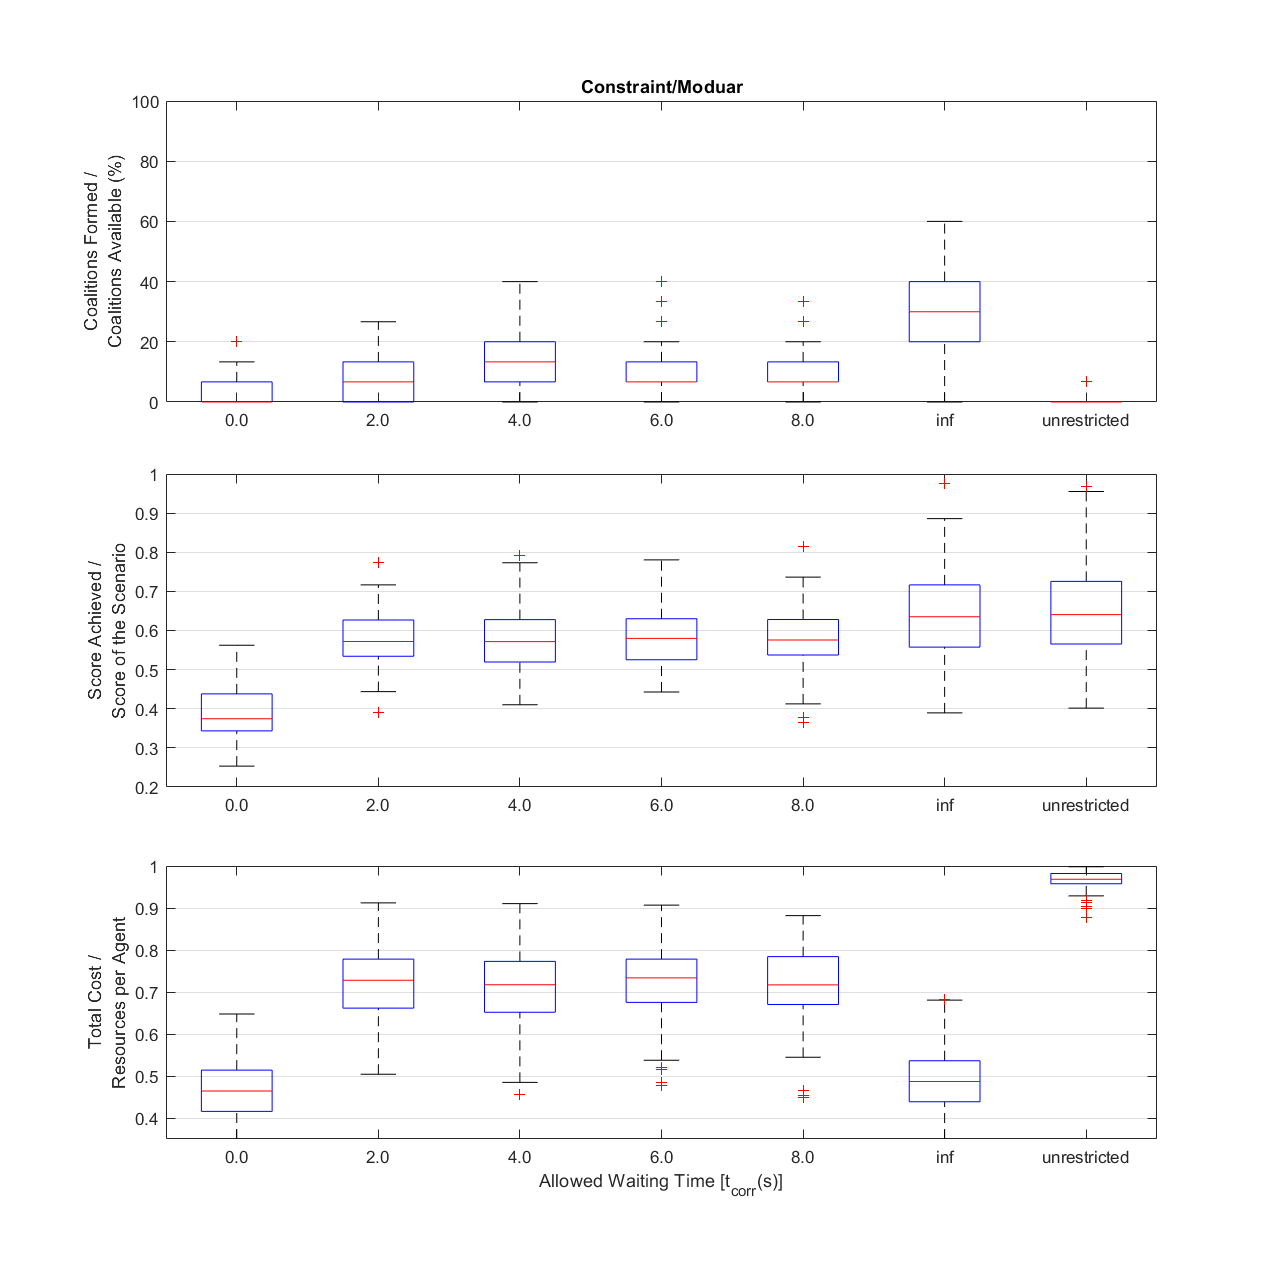 Constraint/Moduar
Coalitions Formed /
Coalitions Available (%)
100
80
60
40
20
0
0.0 2.0 4.0 6.0 8.0 inf unrestricted
Score Achieved /
Score of the Scenario
1
0.9
0.8
0.7
0.6
0.5
0.4
0.3
0.2
0.0 2.0 4.0 6.0 8.0 inf unrestricted
Total Cost /
Resources per Agent
1
0.9
0.8
0.7
0.6
0.5
0.4
0.0 2.0 4.0 6.0 8.0 inf unrestricted
Allowed Waiting Time [tcorr(s)]